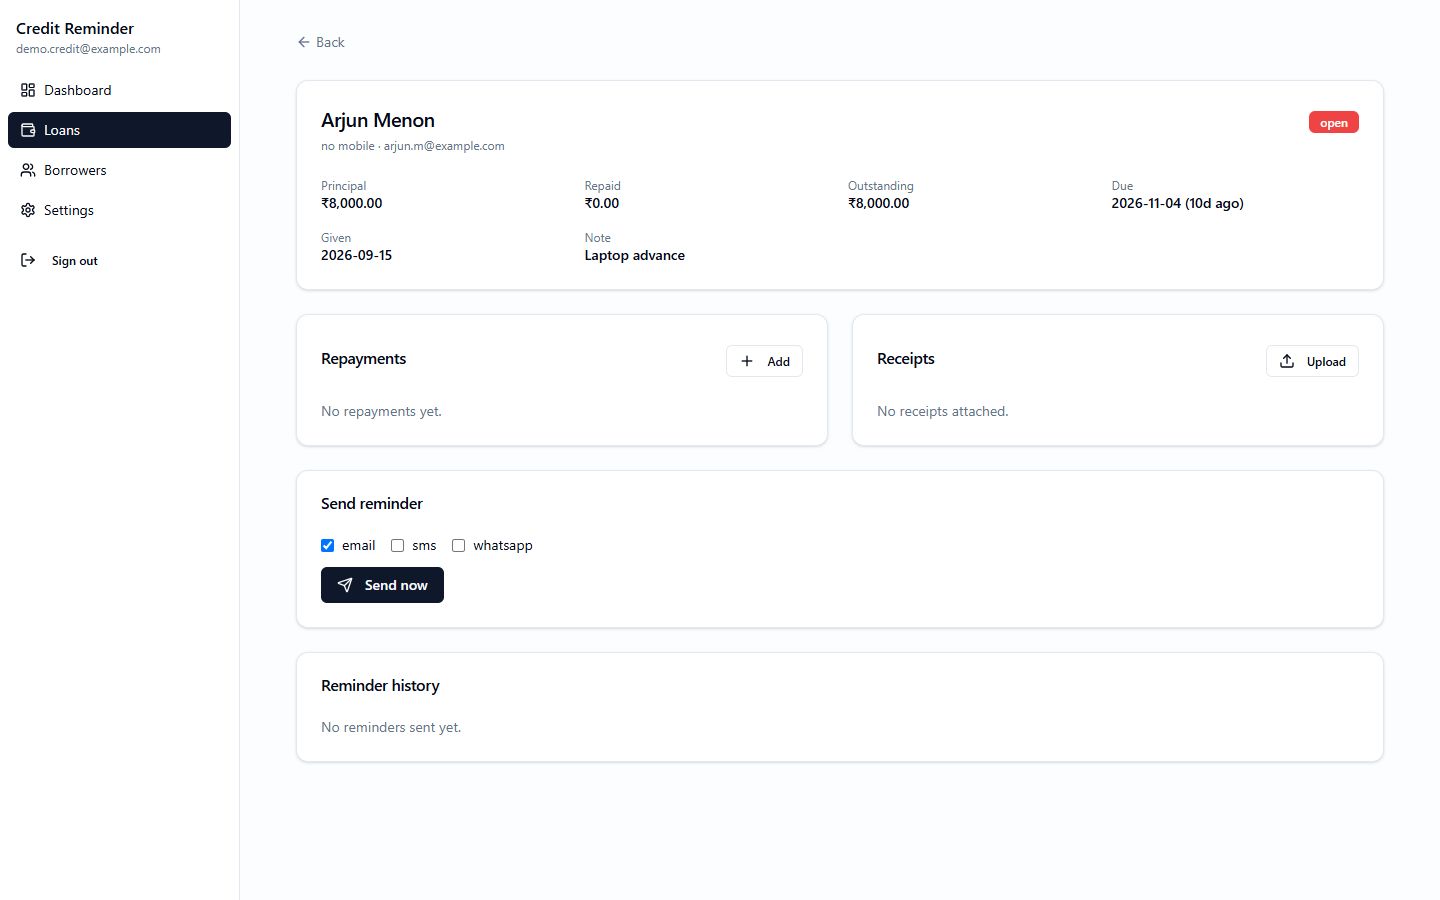 Credit Reminder
demo.credit@example.com
Dashboard
Loans
Borrowers
Settings
Sign out
Back
Arjun Menon
open
no mobile · arjun.m@example.com
Principal
₹8,000.00
Repaid
₹0.00
Outstanding
₹8,000.00
Due
2026-11-04 (10d ago)
Given
2026-09-15
Note
Laptop advance
Repayments
Add
No repayments yet.
Receipts
Upload
No receipts attached.
Send reminder
email sms whatsapp
Send now
Reminder history
No reminders sent yet.